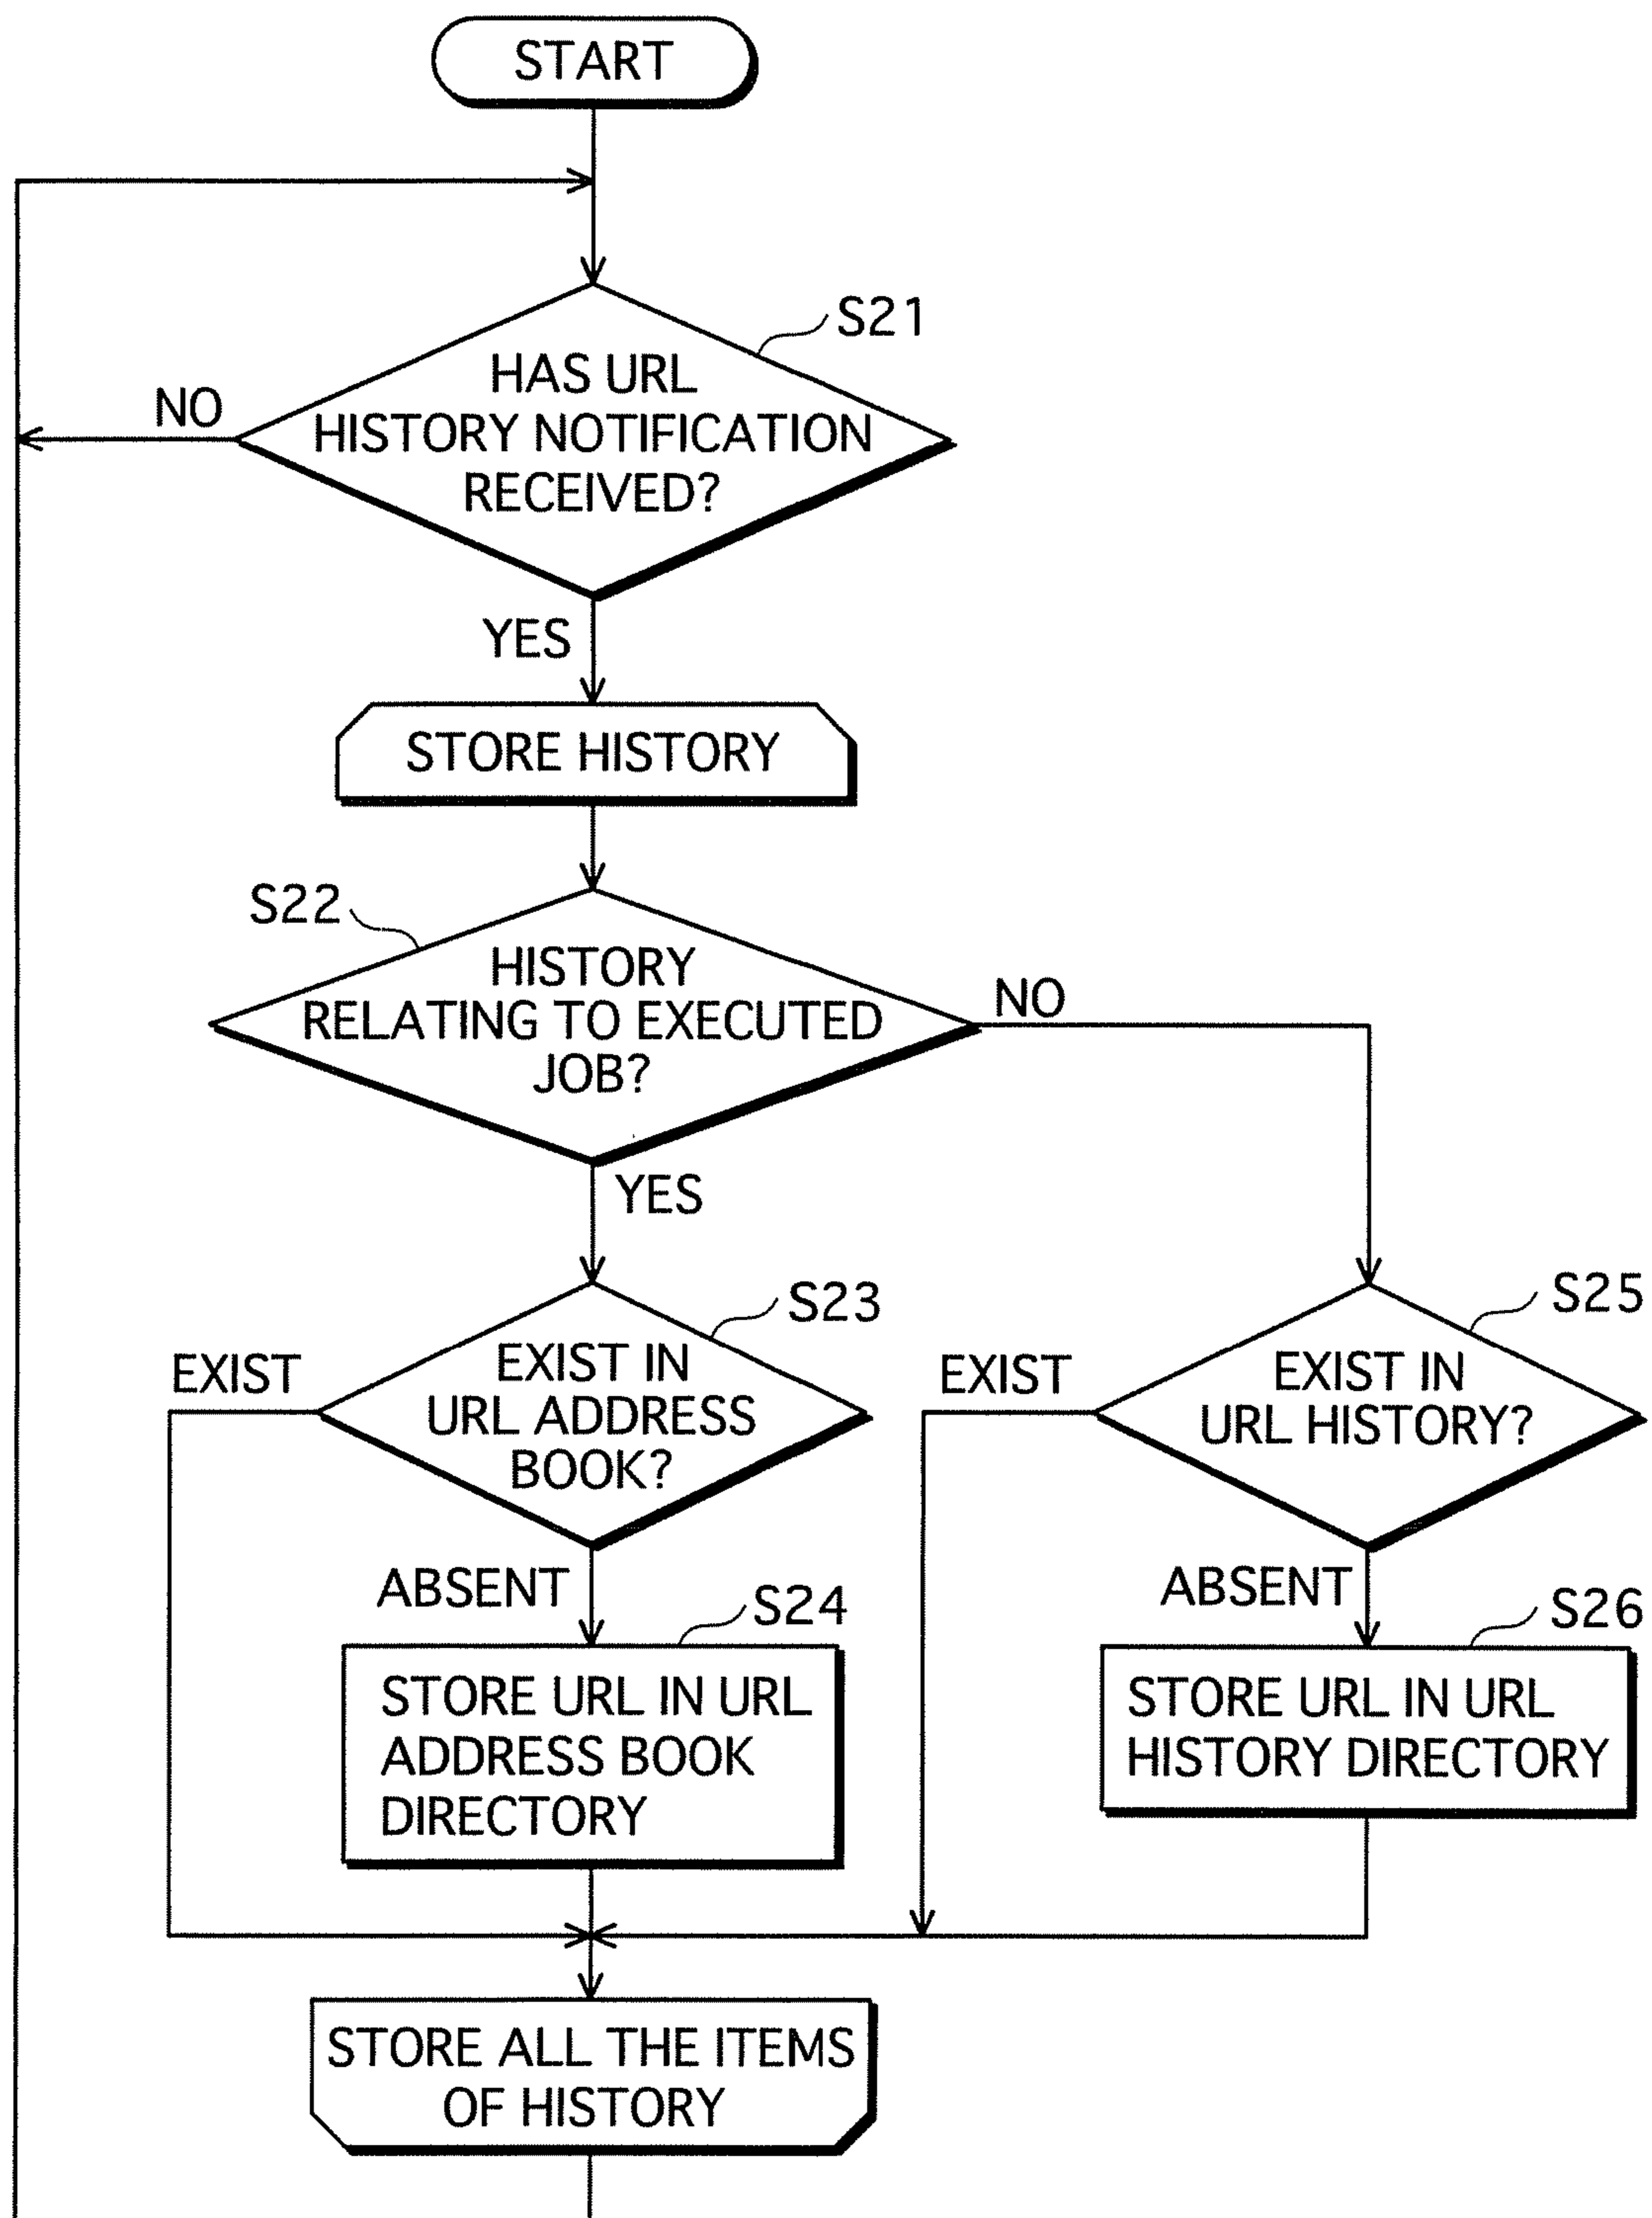 START
S21
HAS URL
HISTORY NOTIFICATION
RECEIVED?
NO
YES
STORE HISTORY
S22
HISTORY
RELATING TO EXECUTED
JOB?
NO
YES
S23
EXIST IN
URL ADDRESS
BOOK?
EXIST
ABSENT
S24
STORE URL IN URL
ADDRESS BOOK
DIRECTORY
S25
EXIST IN
URL HISTORY?
EXIST
ABSENT
S26
STORE URL IN URL
HISTORY DIRECTORY
STORE ALL THE ITEMS
OF HISTORY